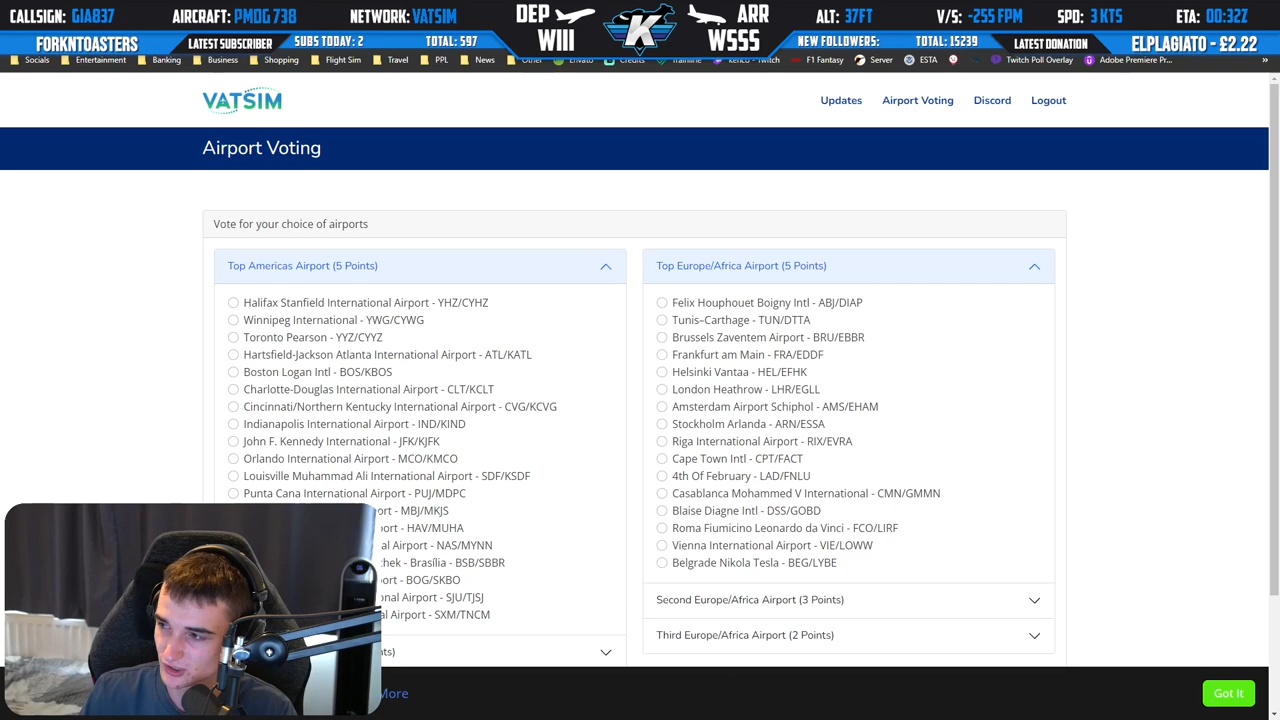 CALLSIGN: GIA837
AIRCRAFT: PMDG 738
NETWORK: VATSIM
DEP
WIII
K
ARR
WSSS
ALT: 37FT
V/S: -255 FPM
SPD: 3 KTS
ETA: 00:32Z
FORKNTOASTERS
LATEST SUBSCRIBER
SUBS TODAY: 2
TOTAL: 597
NEW FOLLOWERS:
TOTAL: 15239
LATEST DONATION
ELPLAGIATO - £2.22
Socials
Entertainment
Banking
Business
Shopping
Flight Sim
Travel
PPL
News
Other
Envato
Credits
Trainline
kenco - Twitch
F1 Fantasy
Server
ESTA
Twitch Poll Overlay
Adobe Premiere Pr...
»
VATSIM
Updates
Airport Voting
Discord
Logout
Airport Voting
Vote for your choice of airports
Top Americas Airport (5 Points)
Halifax Stanfield International Airport - YHZ/CYHZ
Winnipeg International - YWG/CYWG
Toronto Pearson - YYZ/CYYZ
Hartsfield-Jackson Atlanta International Airport - ATL/KATL
Boston Logan Intl - BOS/KBOS
Charlotte-Douglas International Airport - CLT/KCLT
Cincinnati/Northern Kentucky International Airport - CVG/KCVG
Indianapolis International Airport - IND/KIND
John F. Kennedy International - JFK/KJFK
Orlando International Airport - MCO/KMCO
Louisville Muhammad Ali International Airport - SDF/KSDF
Punta Cana International Airport - PUJ/MDPC
ort - MBJ/MKJS
ort - HAV/MUHA
al Airport - NAS/MYNN
chek - Brasília - BSB/SBBR
port - BOG/SKBO
onal Airport - SJU/TJSJ
nal Airport - SXM/TNCM
ts)
Top Europe/Africa Airport (5 Points)
Felix Houphouet Boigny Intl - ABJ/DIAP
Tunis–Carthage - TUN/DTTA
Brussels Zaventem Airport - BRU/EBBR
Frankfurt am Main - FRA/EDDF
Helsinki Vantaa - HEL/EFHK
London Heathrow - LHR/EGLL
Amsterdam Airport Schiphol - AMS/EHAM
Stockholm Arlanda - ARN/ESSA
Riga International Airport - RIX/EVRA
Cape Town Intl - CPT/FACT
4th Of February - LAD/FNLU
Casablanca Mohammed V International - CMN/GMMN
Blaise Diagne Intl - DSS/GOBD
Roma Fiumicino Leonardo da Vinci - FCO/LIRF
Vienna International Airport - VIE/LOWW
Belgrade Nikola Tesla - BEG/LYBE
Second Europe/Africa Airport (3 Points)
Third Europe/Africa Airport (2 Points)
More
Got It